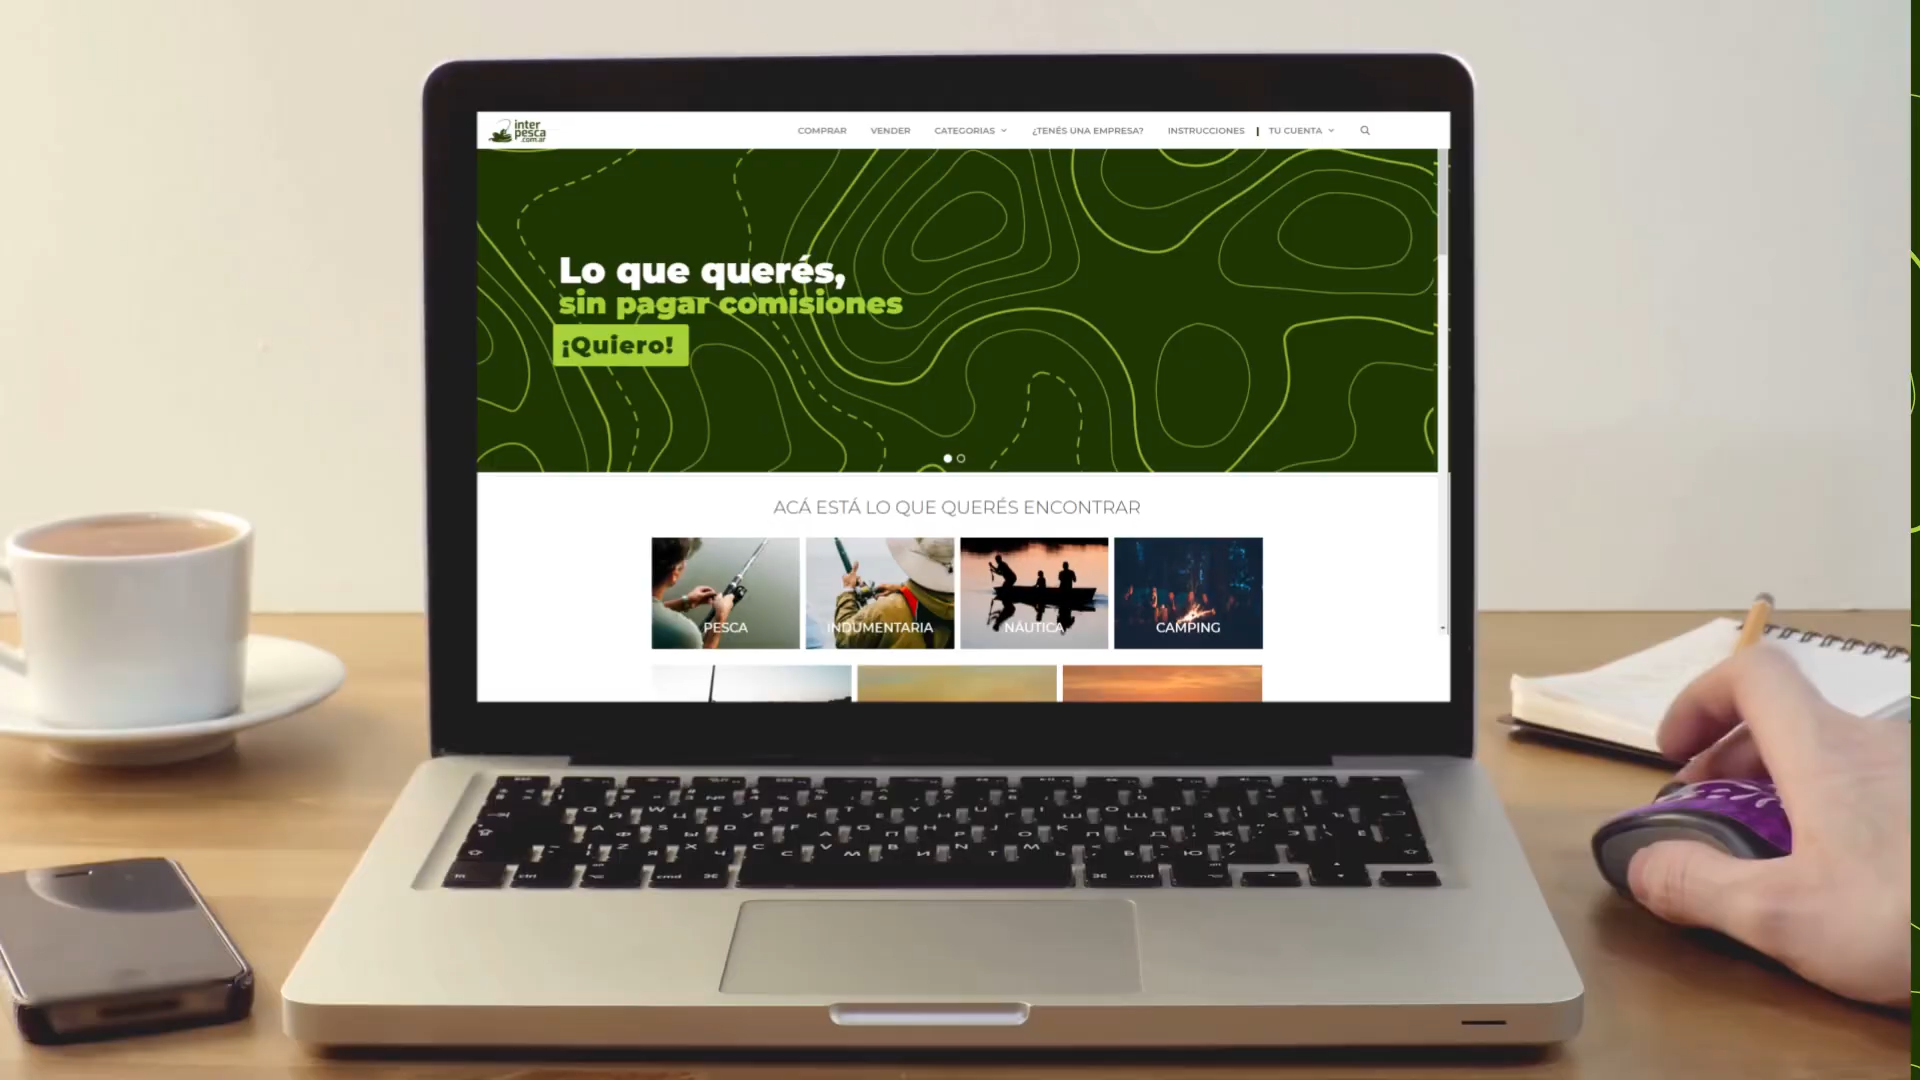 inter
pesca
.com.ar
COMPRAR VENDER CATEGORIAS ¿TENÉS UNA EMPRESA? INSTRUCCIONES | TU CUENTA
Lo que querés,
sin pagar comisiones
¡Quiero!
ACÁ ESTÁ LO QUE QUERÉS ENCONTRAR
PESCA INDUMENTARIA NÁUTICA CAMPING